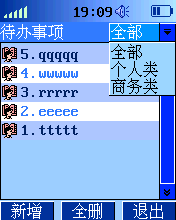 19:09
待办事项 全部
全部
个人类
商务类
5.qqqqq
4.wwwww
3.rrrrr
2.eeeee
1.ttttt
新增 全删 退出